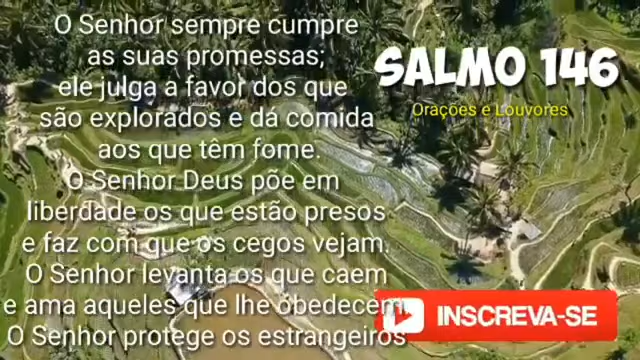 O Senhor sempre cumpre
as suas promessas;
ele julga a favor dos que
são explorados e dá comida
aos que têm fome.
O Senhor Deus põe em
liberdade os que estão presos
e faz com que os cegos vejam.
O Senhor levanta os que caem
e ama aqueles que lhe obedecem.
O Senhor protege os estrangeiros
SALMO 146
Orações e Louvores
INSCREVA-SE